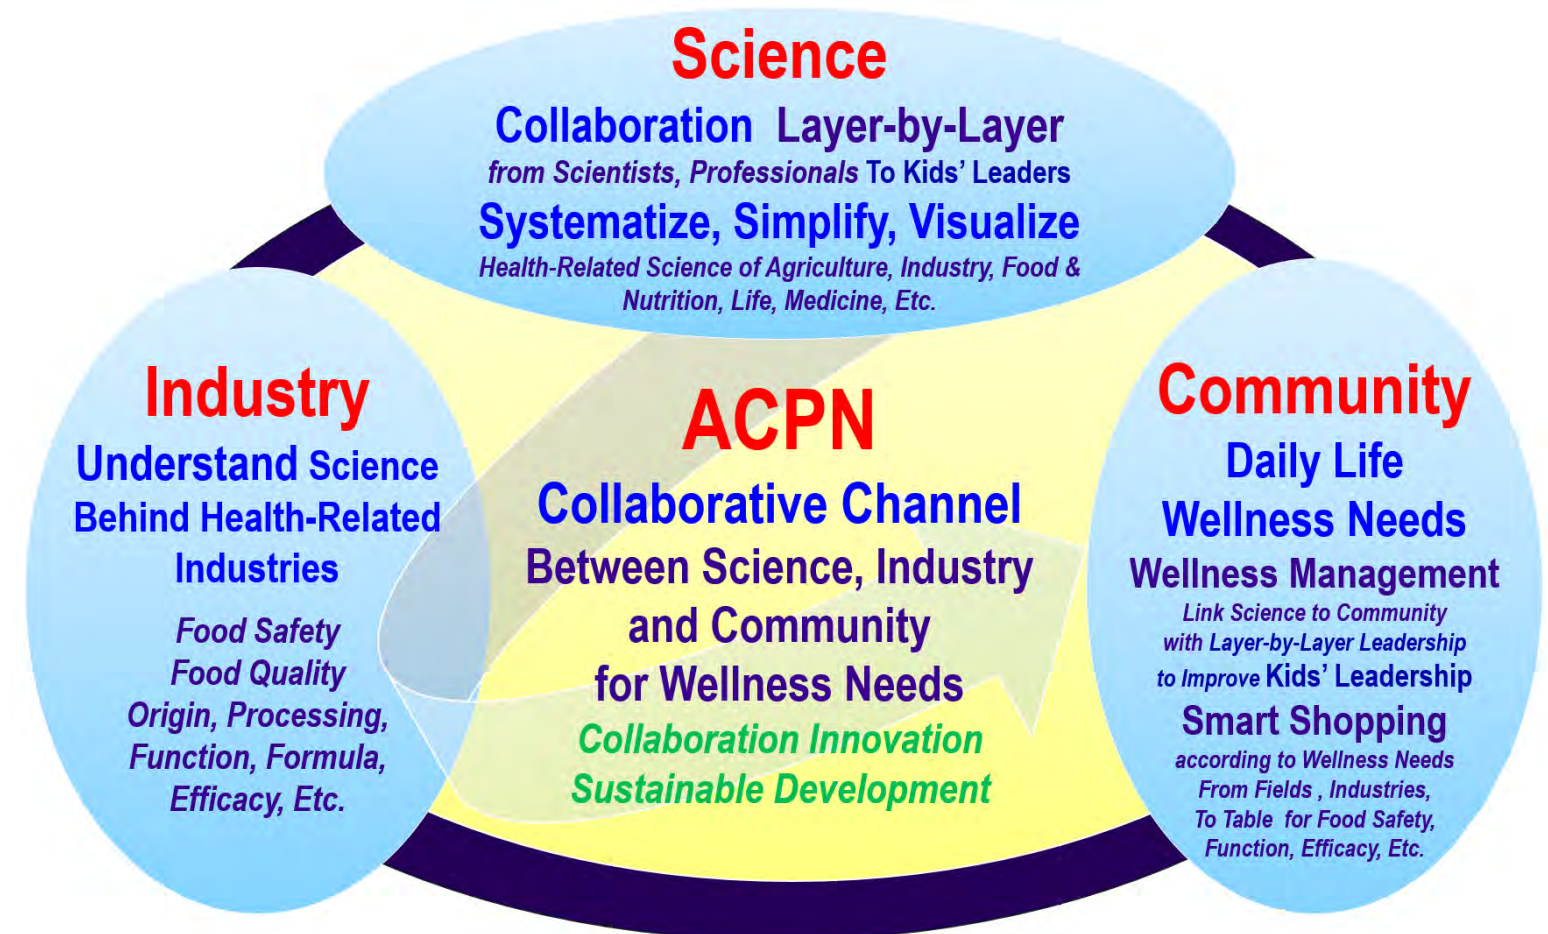 Science
Collaboration Layer-by-Layer
from Scientists, Professionals To Kids’ Leaders
Systematize, Simplify, Visualize
Health-Related Science of Agriculture, Industry, Food &
Nutrition, Life, Medicine, Etc.
Industry
Understand Science
Behind Health-Related
Industries
Food Safety
Food Quality
Origin, Processing,
Function, Formula,
Efficacy, Etc.
ACPN
Collaborative Channel
Between Science, Industry
and Community
for Wellness Needs
Collaboration Innovation
Sustainable Development
Community
Daily Life
Wellness Needs
Wellness Management
Link Science to Community
with Layer-by-Layer Leadership
to Improve Kids’ Leadership
Smart Shopping
according to Wellness Needs
From Fields , Industries,
To Table for Food Safety,
Function, Efficacy, Etc.